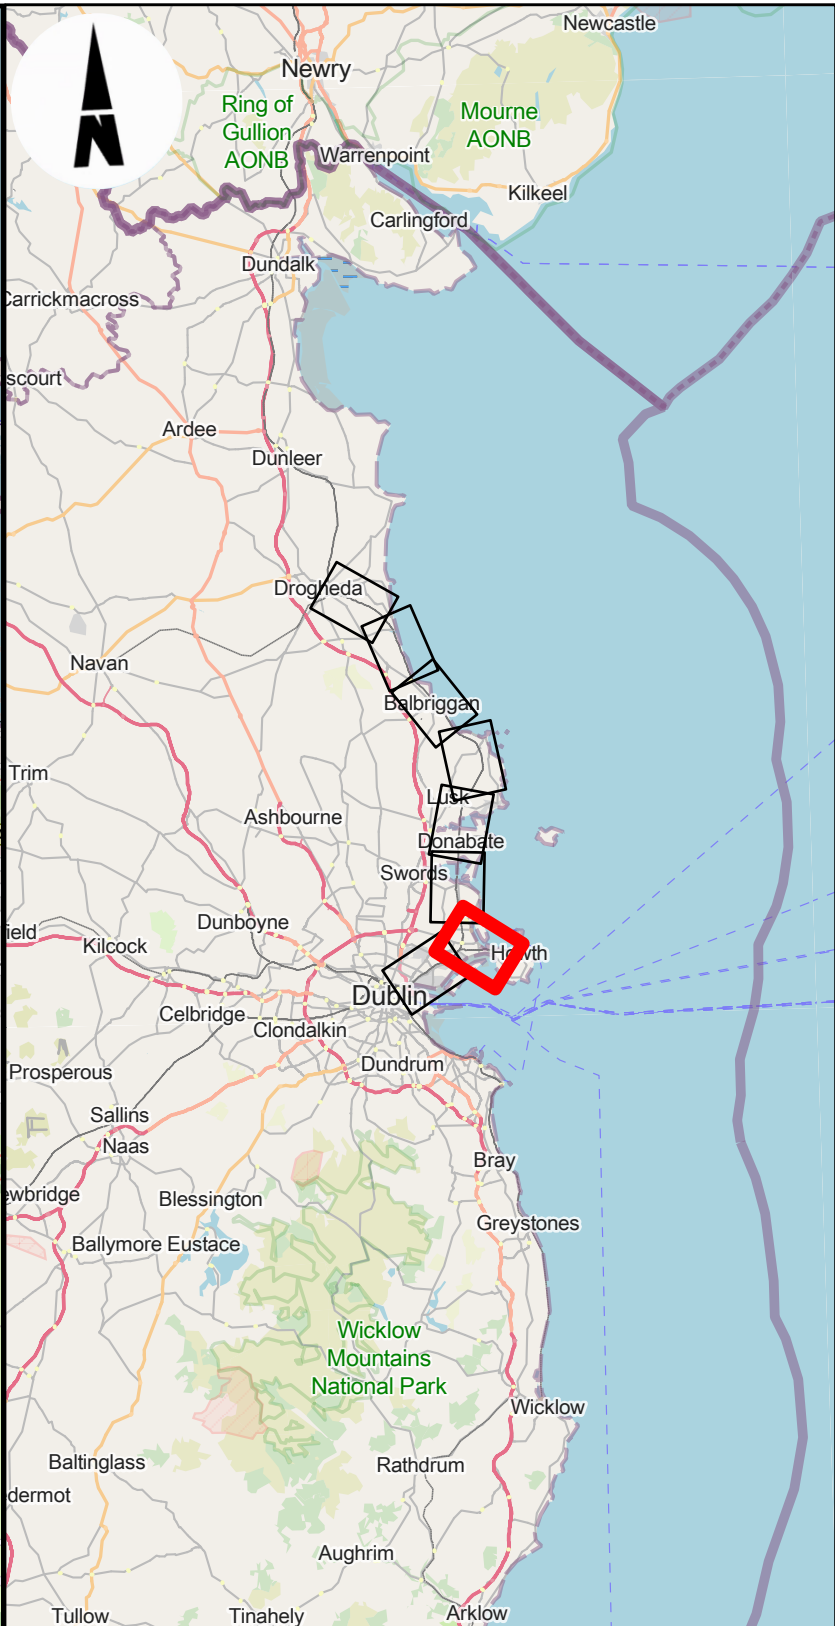 Newcastle
Newry
Ring of
Gullion
AONB
Mourne
AONB
N
Warrenpoint
Kilkeel
Carlingford
Dundalk
Carrickmacross
scourt
Ardee
Dunleer
Drogheda
Navan
Balbriggan
Trim
Lusk
Ashbourne
Donabate
Swords
Dunboyne
ield
Kilcock
Howth
Dublin
Celbridge
Clondalkin
Dundrum
Prosperous
Sallins
Naas
Bray
ewbridge
Blessington
Greystones
Ballymore Eustace
Wicklow
Mountains
National Park
Wicklow
Baltinglass
Rathdrum
dermot
Aughrim
Tullow
Tinahely
Arklow